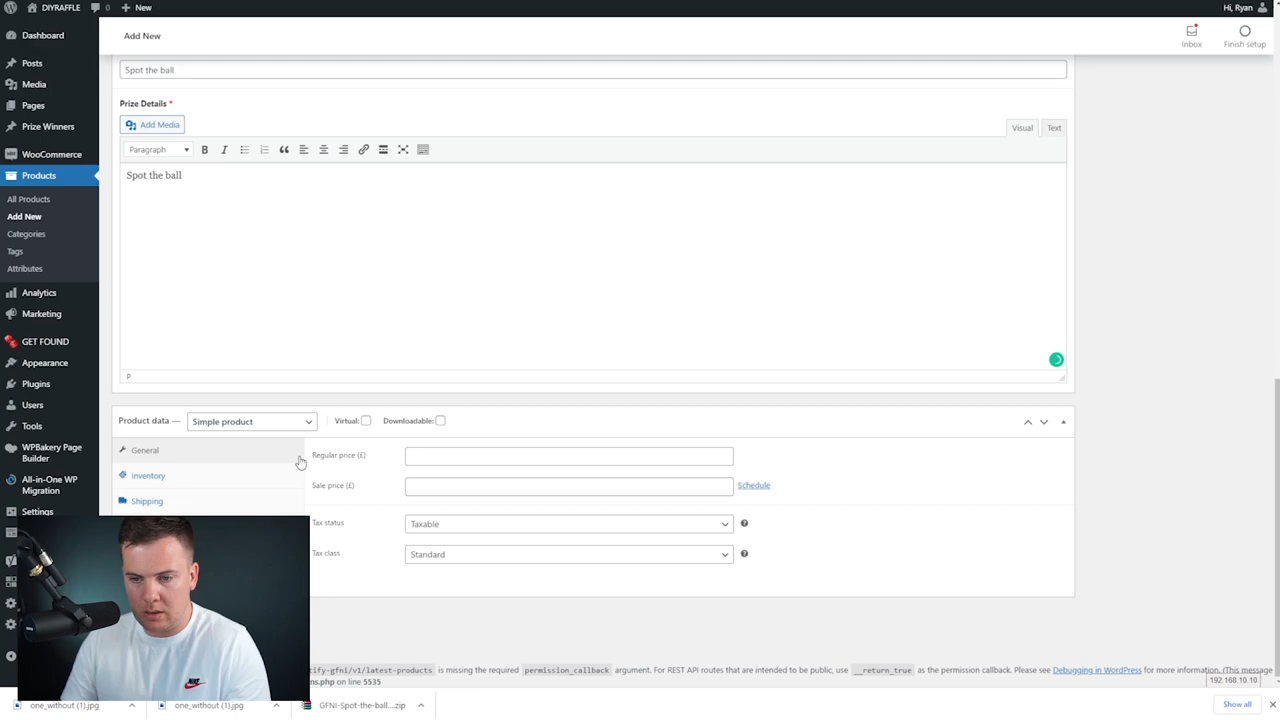 DIYRAFFLE 0 New Hi, Ryan
Add New
Inbox
Finish setup
Dashboard
Posts
Media
Pages
Prize Winners
WooCommerce
Products
All Products
Add New
Categories
Tags
Attributes
Analytics
Marketing
GET FOUND
Appearance
Plugins
Users
Tools
WPBakery Page
Builder
All-in-One WP
Migration
Settings
Spot the ball
Prize Details *
Add Media
Visual Text
Paragraph
Spot the ball
P
Product data — Simple product Virtual: Downloadable:
General
Inventory
Shipping
Regular price (£)
Sale price (£) Schedule
Tax status Taxable
Tax class Standard
tify-gfni/v1/latest-products is missing the required permission_callback argument. For REST API routes that are intended to be public, use __return_true as the permission callback. Please see Debugging in WordPress for more information. (This message
ns.php on line 5535
192.168.10.10
one_without (1).jpg one_without (1).jpg GFNI-Spot-the-ball....zip Show all